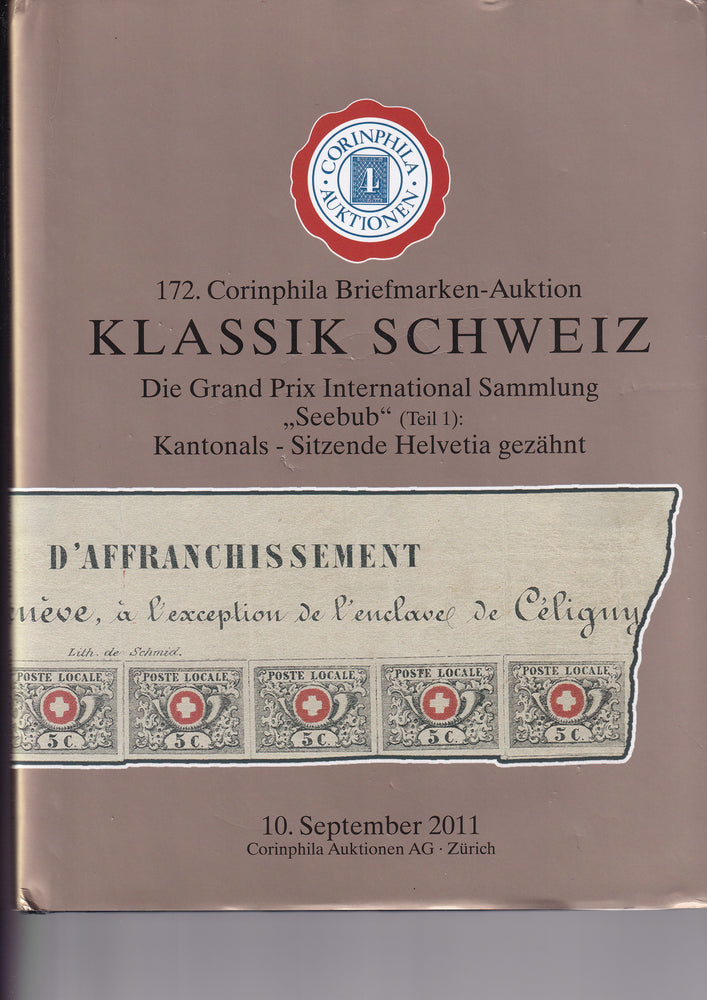 CORINPHILA
4
AUKTIONEN
172. Corinphila Briefmarken-Auktion
KLASSIK SCHWEIZ
Die Grand Prix International Sammlung
„Seebub“ (Teil 1):
Kantonals - Sitzende Helvetia gezähnt
D'AFFRANCHISSEMENT
nève, à l'exception de l'enclave de Céligny
Lith. de Schmid.
POSTE LOCALE POSTE LOCALE POSTE LOCALE POSTE LOCALE POSTE LOCALE
5 C. 5 C. 5 C. 5 C. 5 C.
10. September 2011
Corinphila Auktionen AG · Zürich